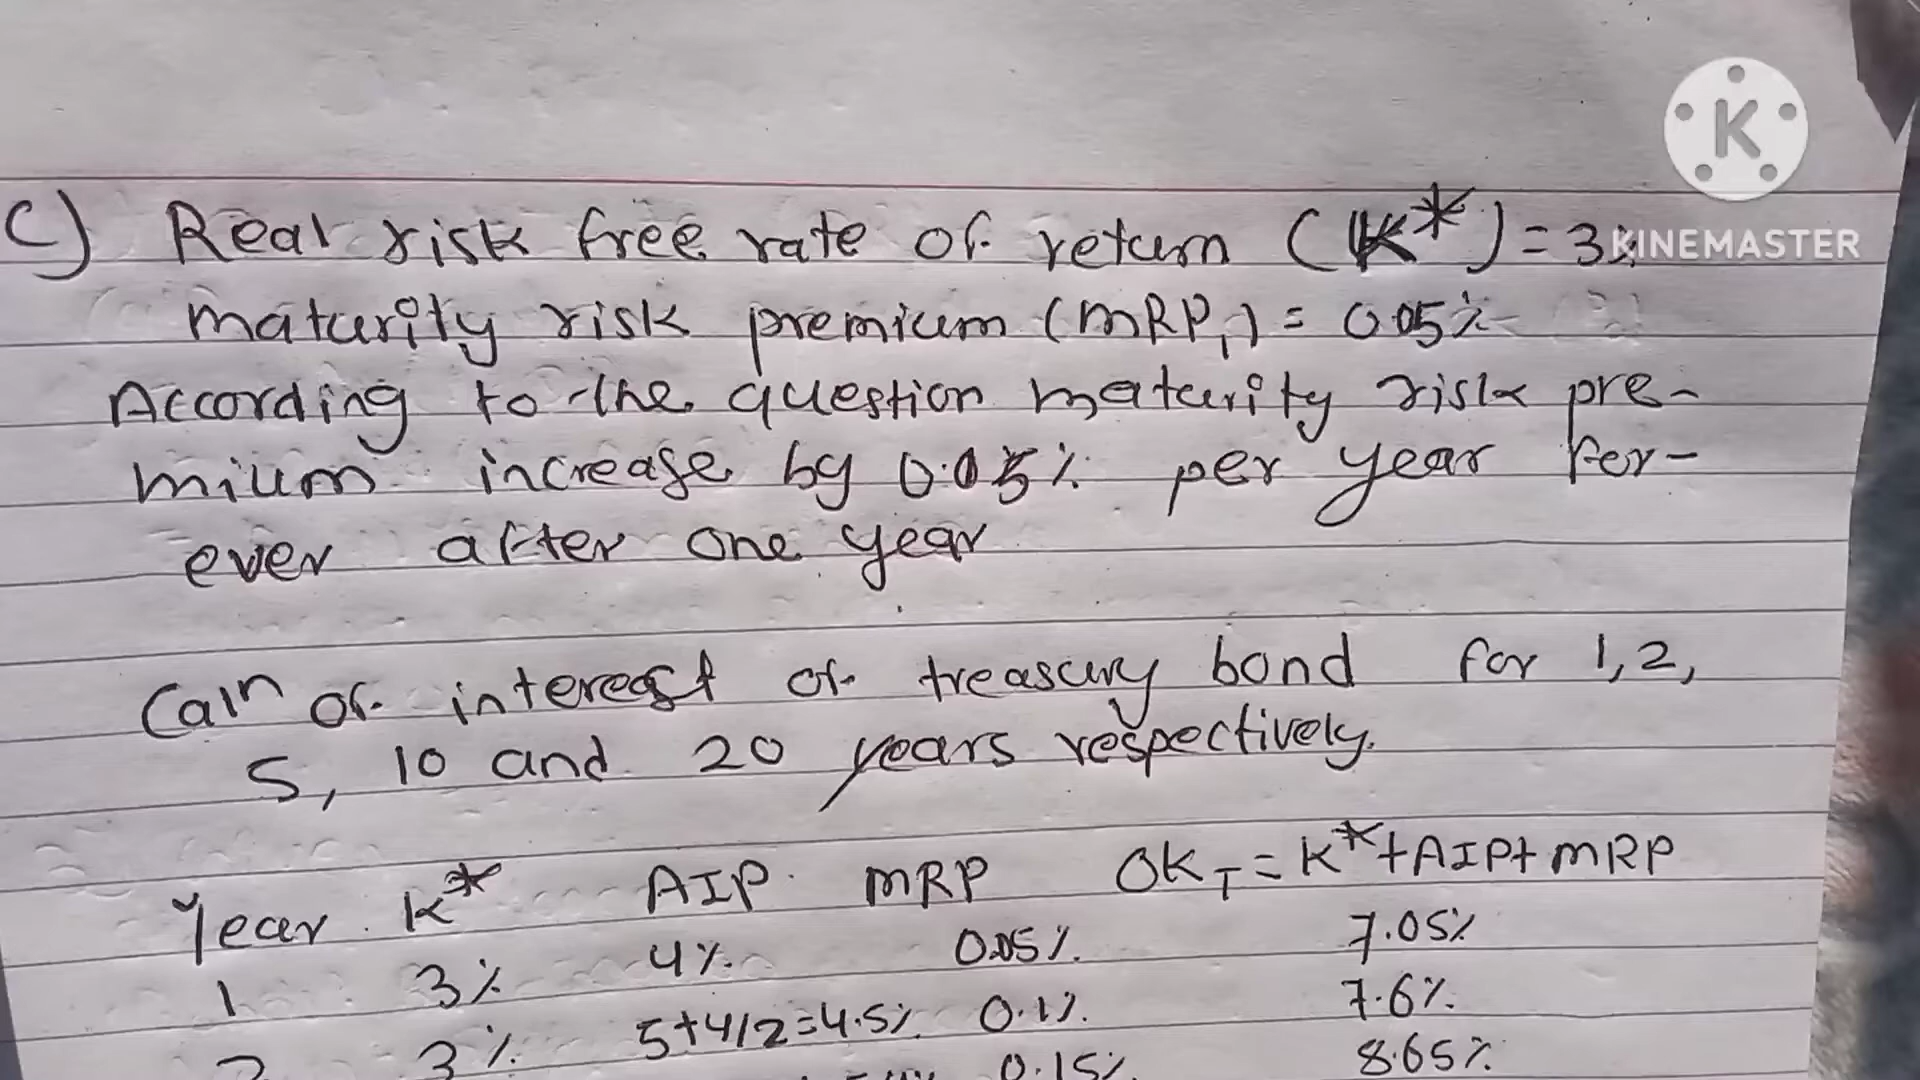 K
KINEMASTER
C) Real risk free rate of return (K*) = 3%
maturity risk premium (MRP1) = 0.05%
According to the question maturity risk pre-
mium increase by 0.05% per year for-
ever after one year
Caln of interest of treasury bond for 1,2,
5, 10 and 20 years respectively.
Year K* AIP MRP OKT = K*+AIP+MRP
1 3% 4% 0.05% 7.05%
2 3% 5+4/2=4.5% 0.1% 7.6%
0.15% 8.65%